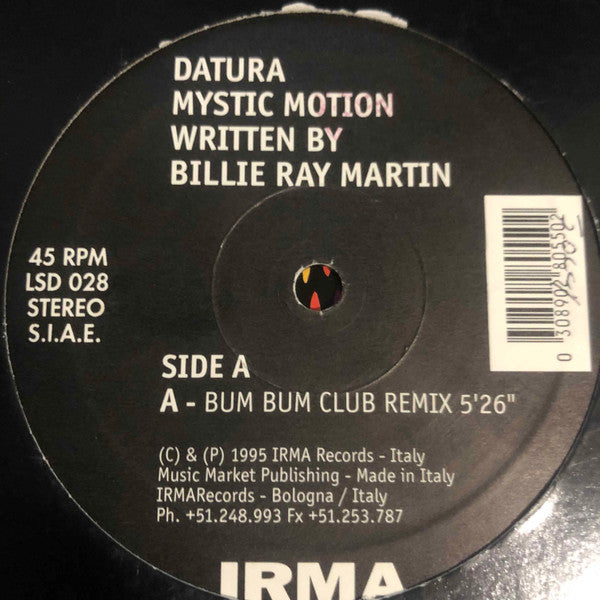 DATURA
MYSTIC MOTION
WRITTEN BY
BILLIE RAY MARTIN
45 RPM
LSD 028
STEREO
S.I.A.E.
SIDE A
A - BUM BUM CLUB REMIX 5'26"
(C) & (P) 1995 IRMA Records - Italy
Music Market Publishing - Made in Italy
IRMARecords - Bologna / Italy
Ph. +51.248.993 Fx +51.253.787
IRMA